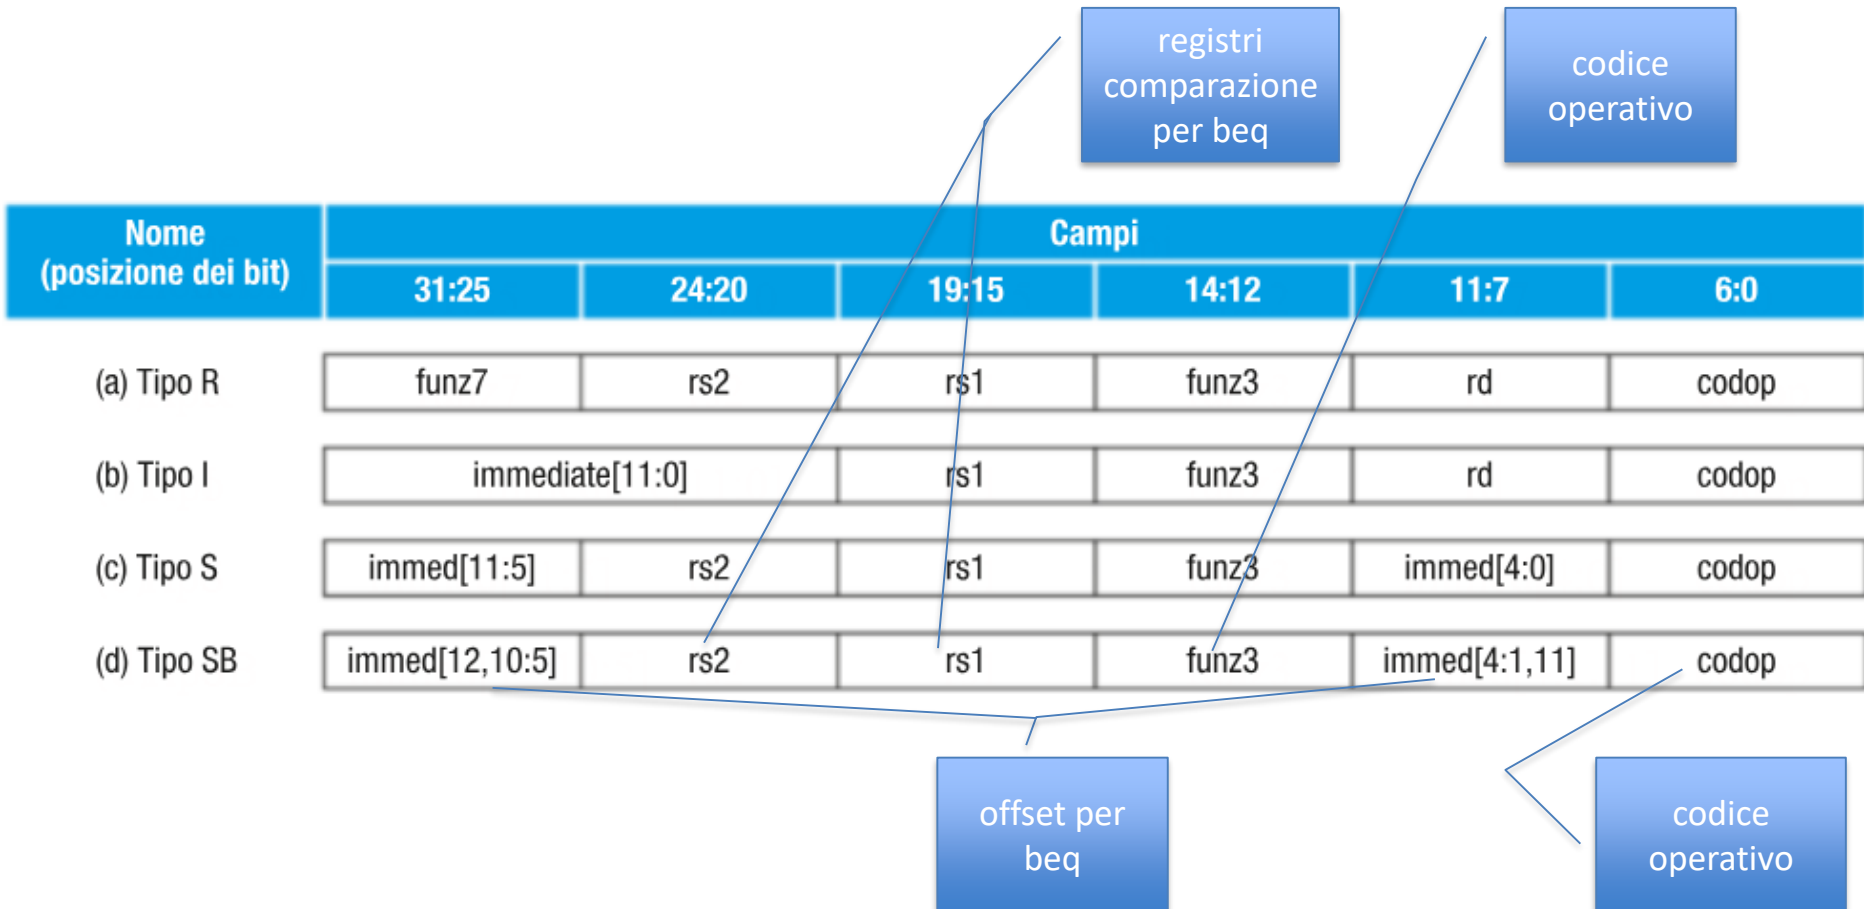 registri
comparazione
per beq
codice
operativo
Nome
(posizione dei bit)
Campi
31:25 24:20 19:15 14:12 11:7 6:0
(a) Tipo R funz7 rs2 rs1 funz3 rd codop
(b) Tipo I immediate[11:0] rs1 funz3 rd codop
(c) Tipo S immed[11:5] rs2 rs1 funz3 immed[4:0] codop
(d) Tipo SB immed[12,10:5] rs2 rs1 funz3 immed[4:1,11] codop
offset per
beq
codice
operativo